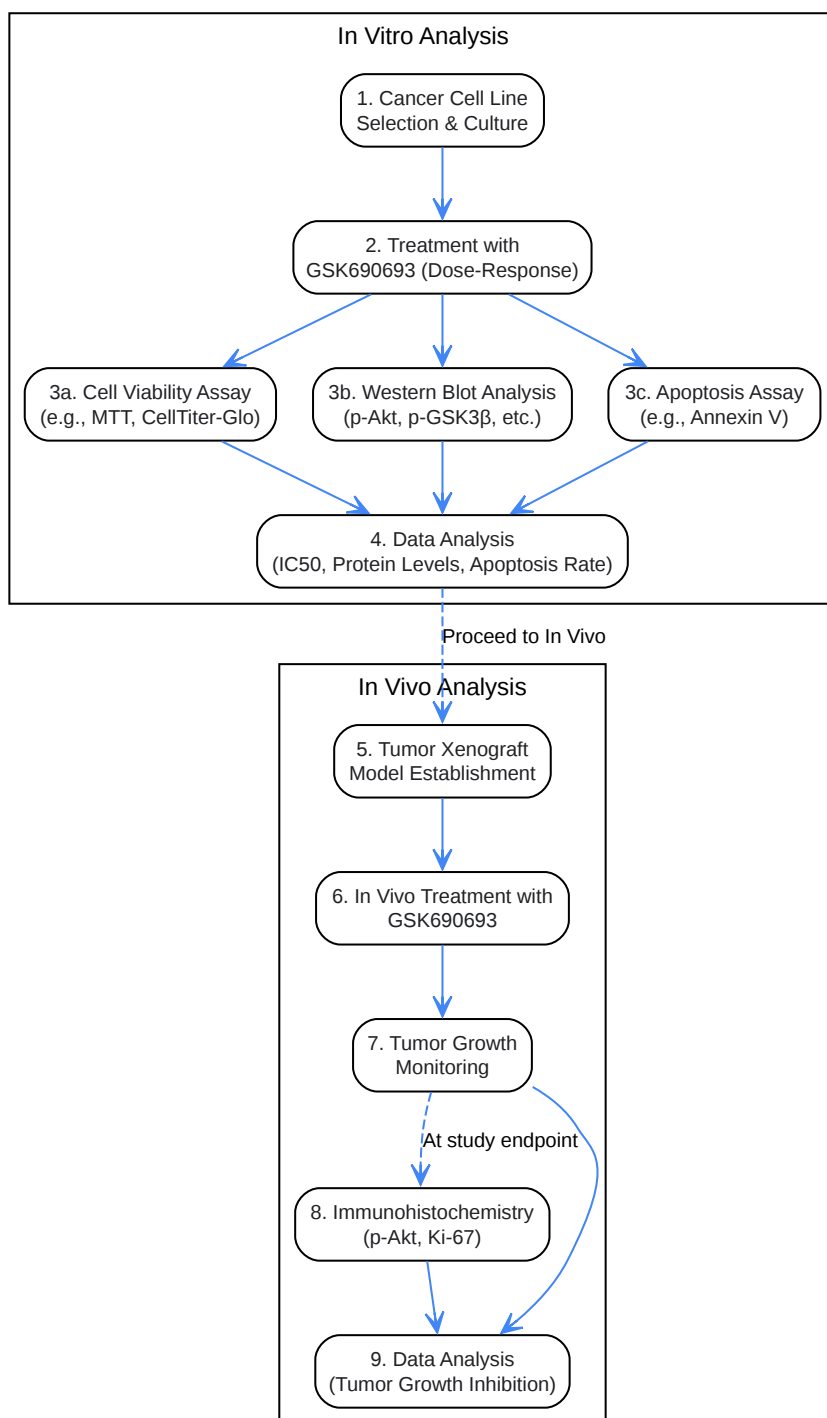 In Vitro Analysis
1. Cancer Cell Line
Selection & Culture
2. Treatment with
GSK690693 (Dose-Response)
3a. Cell Viability Assay
(e.g., MTT, CellTiter-Glo)
3b. Western Blot Analysis
(p-Akt, p-GSK3β, etc.)
3c. Apoptosis Assay
(e.g., Annexin V)
4. Data Analysis
(IC50, Protein Levels, Apoptosis Rate)
Proceed to In Vivo
In Vivo Analysis
5. Tumor Xenograft
Model Establishment
6. In Vivo Treatment with
GSK690693
7. Tumor Growth
Monitoring
At study endpoint
8. Immunohistochemistry
(p-Akt, Ki-67)
9. Data Analysis
(Tumor Growth Inhibition)